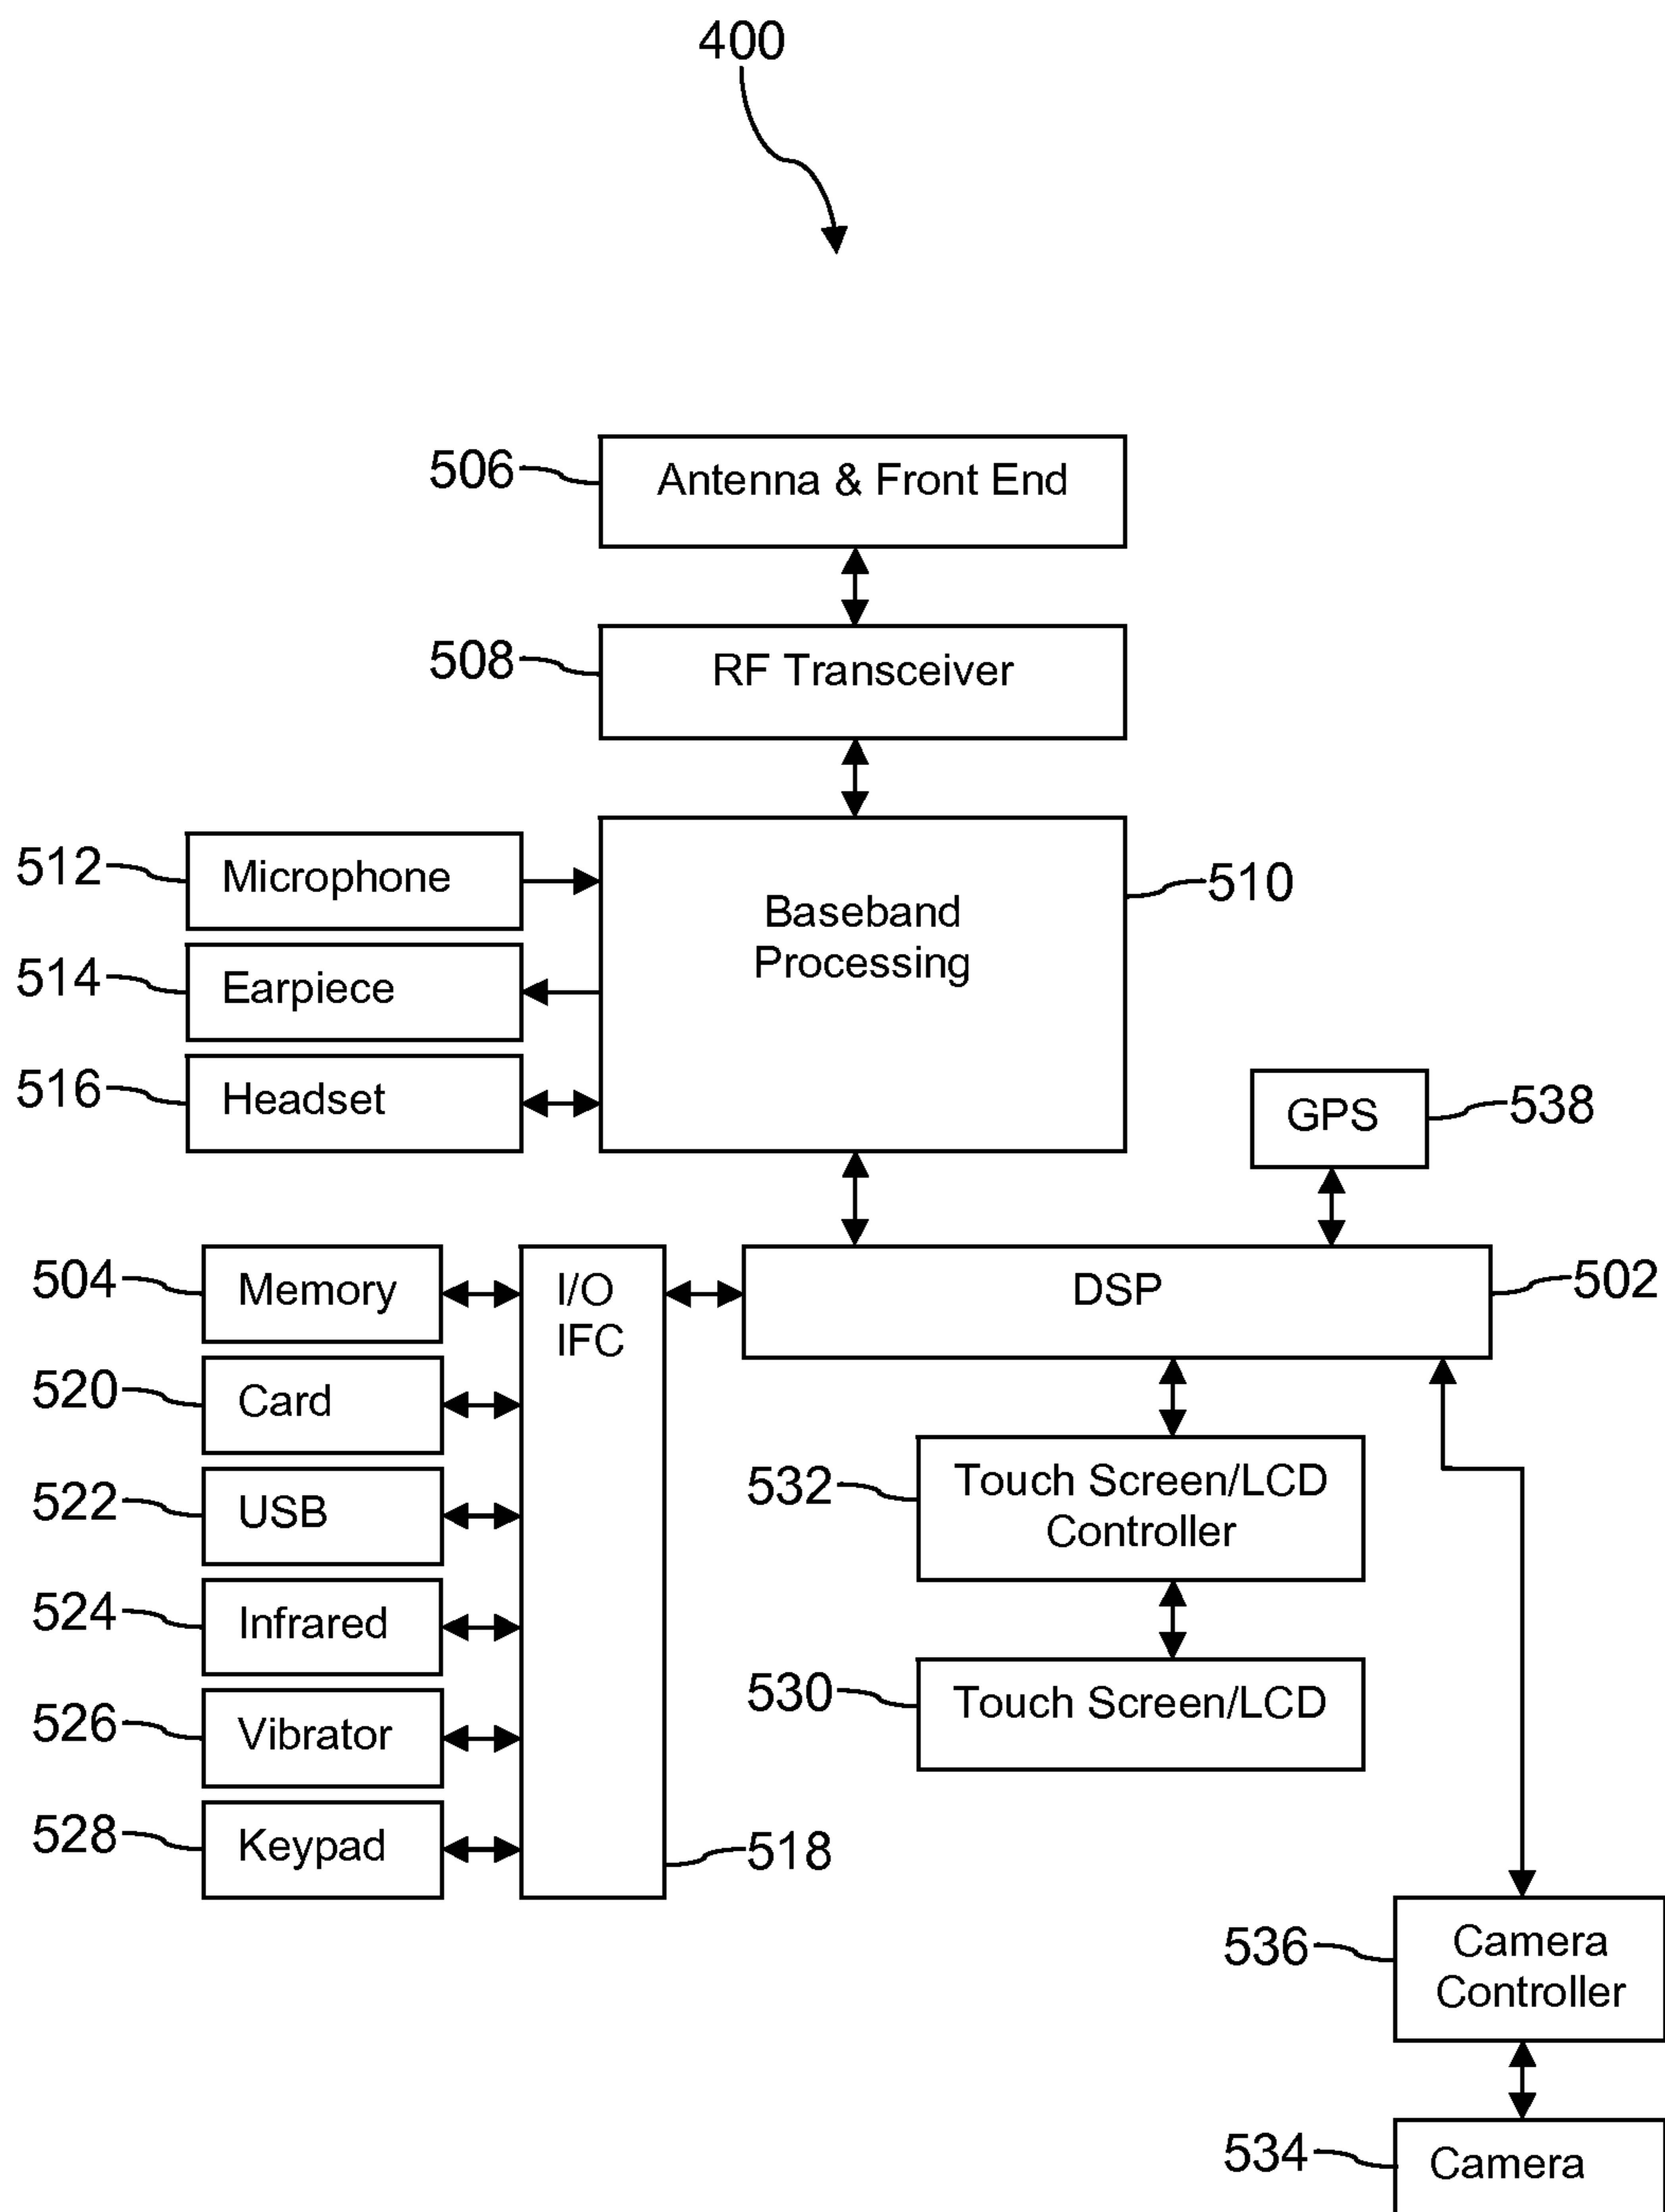 400
506
Antenna & Front End
508
RF Transceiver
512
Microphone
510
Baseband
Processing
514
Earpiece
516
Headset
GPS
538
504
Memory
I/O
IFC
DSP
502
520
Card
522
USB
532
Touch Screen/LCD
Controller
524
Infrared
530
Touch Screen/LCD
526
Vibrator
528
Keypad
518
536
Camera
Controller
534
Camera